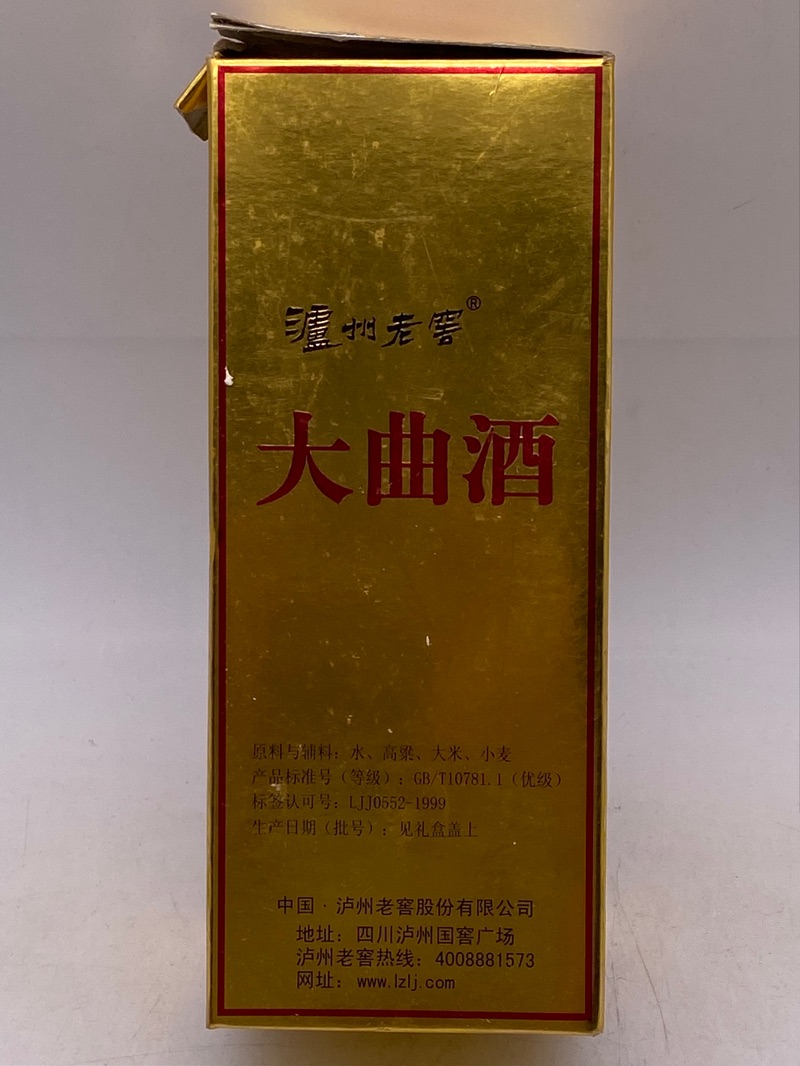 瀘州老窖®
大曲酒
原料与辅料：水、高粱、大米、小麦
产品标准号（等级）：GB/T10781.1（优级）
标签认可号：LJJ0552-1999
生产日期（批号）：见礼盒盖上
中国·泸州老窖股份有限公司
地址：四川泸州国窖广场
泸州老窖热线：4008881573
网址：www.lzlj.com